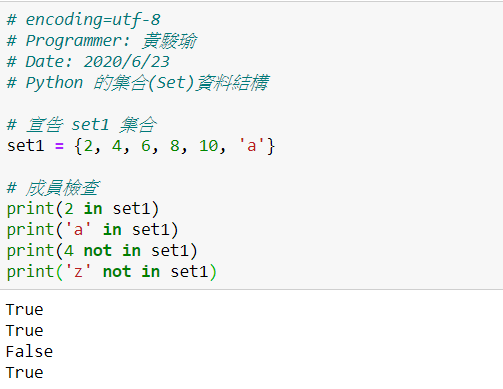 # encoding=utf-8
# Programmer: 黃駿瑜
# Date: 2020/6/23
# Python 的集合(Set)資料結構
# 宣告 set1 集合
set1 = {2, 4, 6, 8, 10, 'a'}
# 成員檢查
print(2 in set1)
print('a' in set1)
print(4 not in set1)
print('z' not in set1)
True
True
False
True